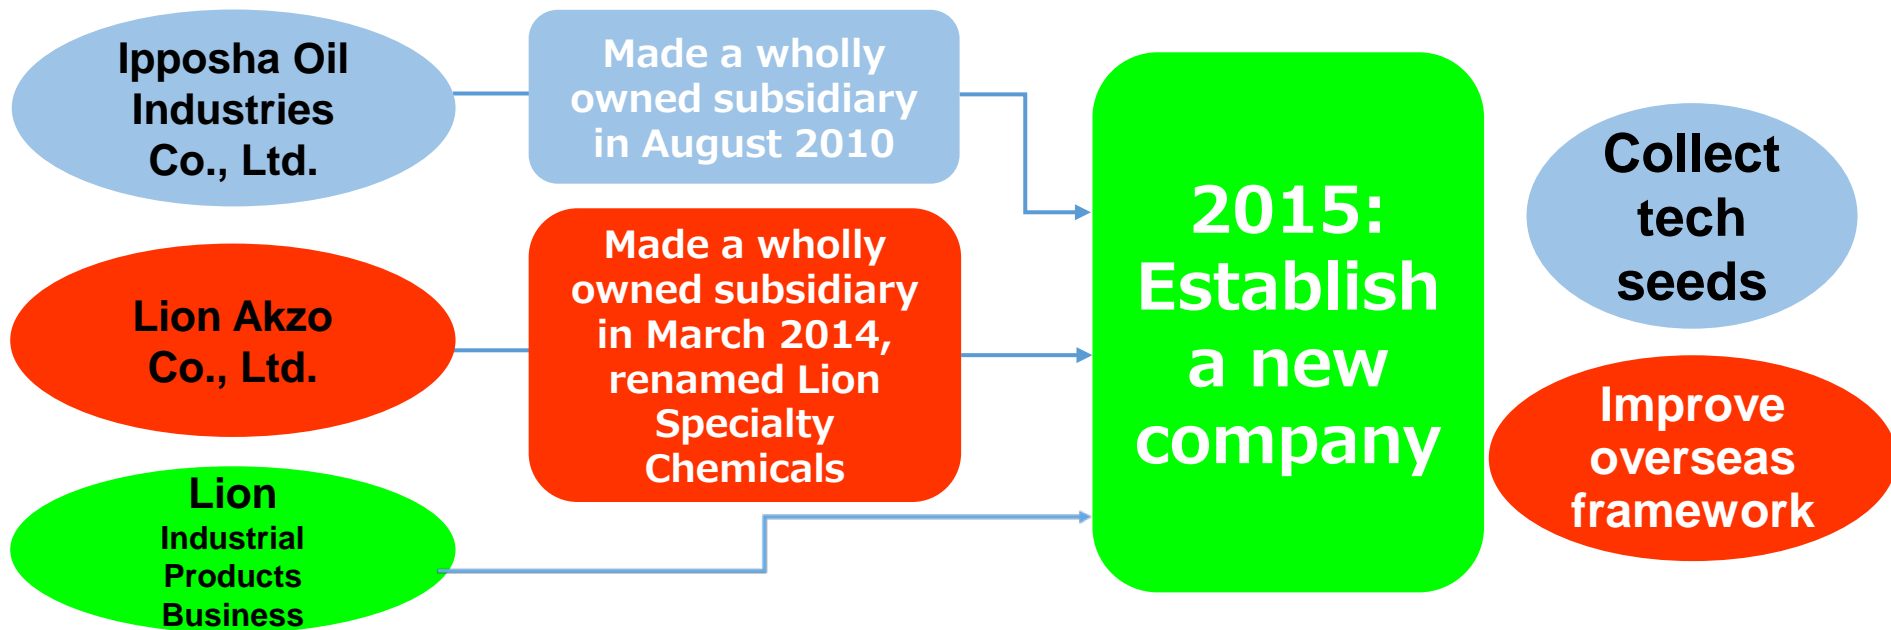 Ipposha Oil
Industries
Co., Ltd.
Made a wholly
owned subsidiary
in August 2010
Lion Akzo
Co., Ltd.
Made a wholly
owned subsidiary
in March 2014,
renamed Lion
Specialty
Chemicals
Lion
Industrial
Products
Business
2015:
Establish
a new
company
Collect
tech
seeds
Improve
overseas
framework